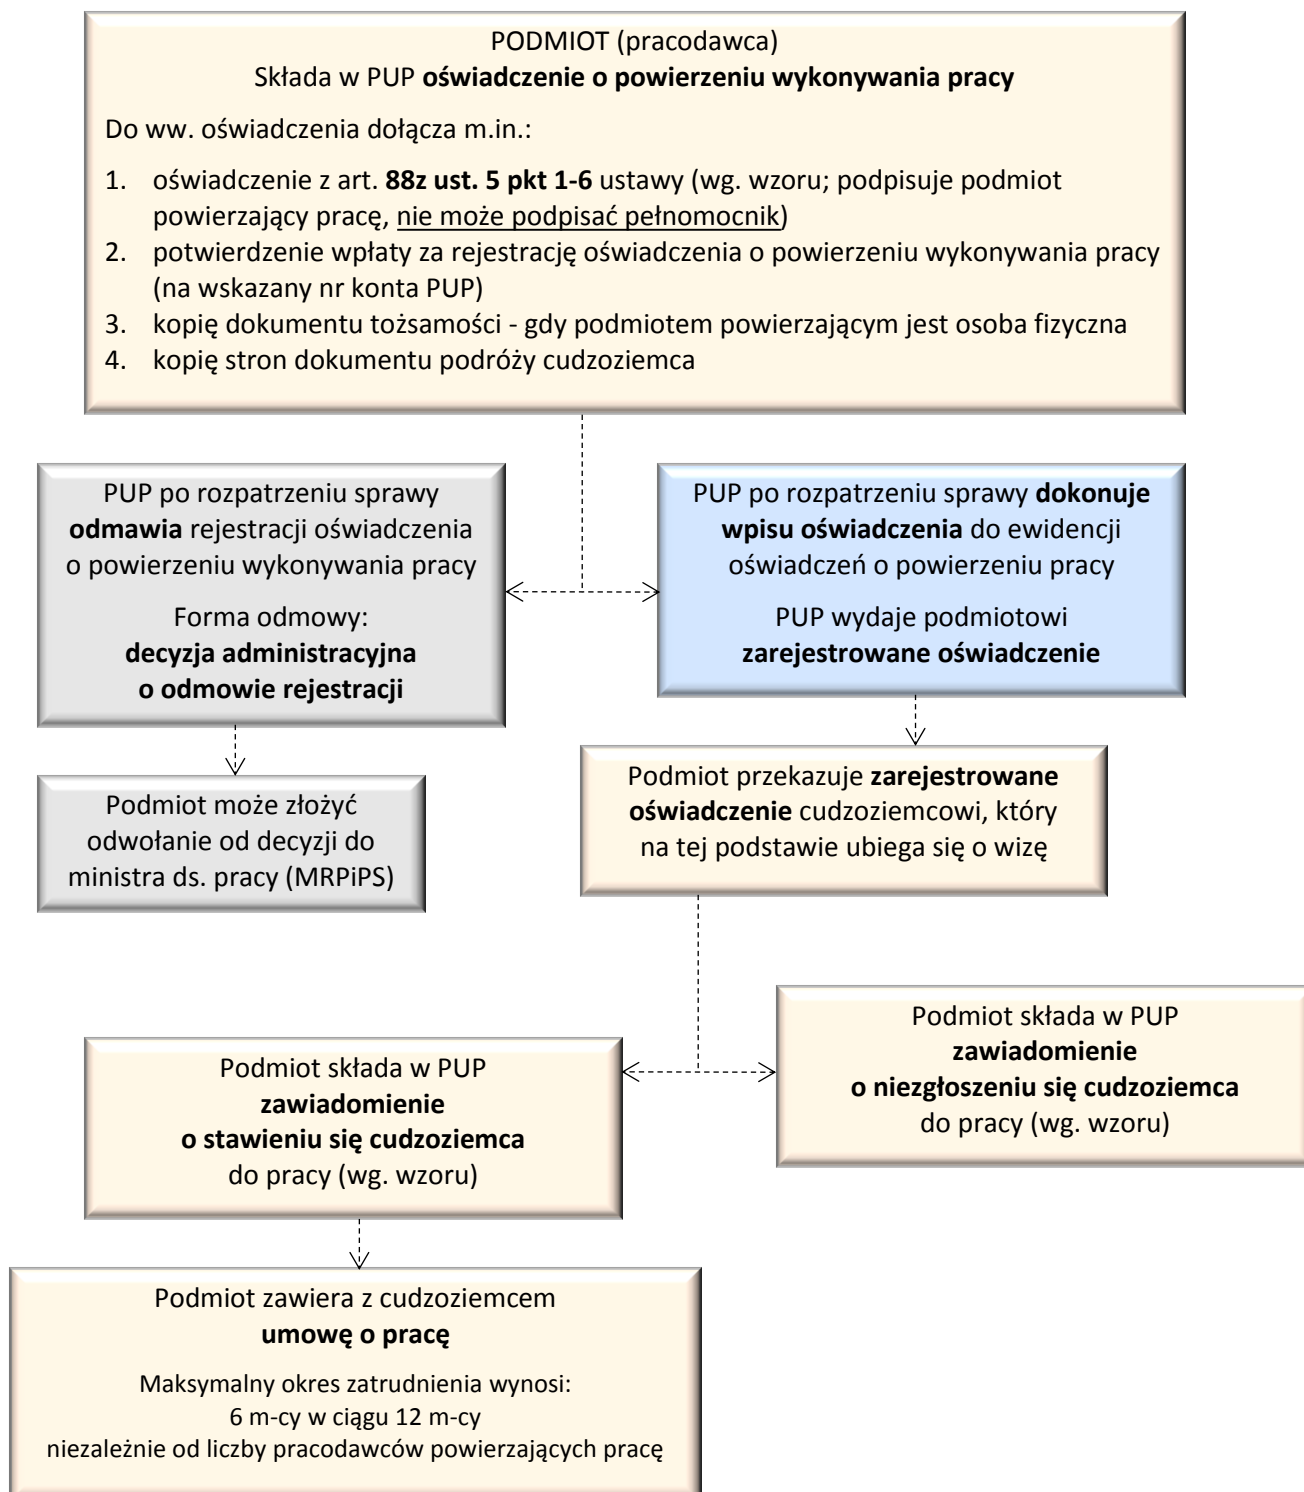 PODMIOT (pracodawca)
Składa w PUP oświadczenie o powierzeniu wykonywania pracy
Do ww. oświadczenia dołącza m.in.:
1. oświadczenie z art. 88z ust. 5 pkt 1-6 ustawy (wg. wzoru; podpisuje podmiot
powierzający pracę, nie może podpisać pełnomocnik)
2. potwierdzenie wpłaty za rejestrację oświadczenia o powierzeniu wykonywania pracy
(na wskazany nr konta PUP)
3. kopię dokumentu tożsamości - gdy podmiotem powierzającym jest osoba fizyczna
4. kopię stron dokumentu podróży cudzoziemca
PUP po rozpatrzeniu sprawy
odmawia rejestracji oświadczenia
o powierzeniu wykonywania pracy
Forma odmowy:
decyzja administracyjna
o odmowie rejestracji
PUP po rozpatrzeniu sprawy dokonuje
wpisu oświadczenia do ewidencji
oświadczeń o powierzeniu pracy
PUP wydaje podmiotowi
zarejestrowane oświadczenie
Podmiot może złożyć
odwołanie od decyzji do
ministra ds. pracy (MRPiPS)
Podmiot przekazuje zarejestrowane
oświadczenie cudzoziemcowi, który
na tej podstawie ubiega się o wizę
Podmiot składa w PUP
zawiadomienie
o stawieniu się cudzoziemca
do pracy (wg. wzoru)
Podmiot składa w PUP
zawiadomienie
o niezgłoszeniu się cudzoziemca
do pracy (wg. wzoru)
Podmiot zawiera z cudzoziemcem
umowę o pracę
Maksymalny okres zatrudnienia wynosi:
6 m-cy w ciągu 12 m-cy
niezależnie od liczby pracodawców powierzających pracę